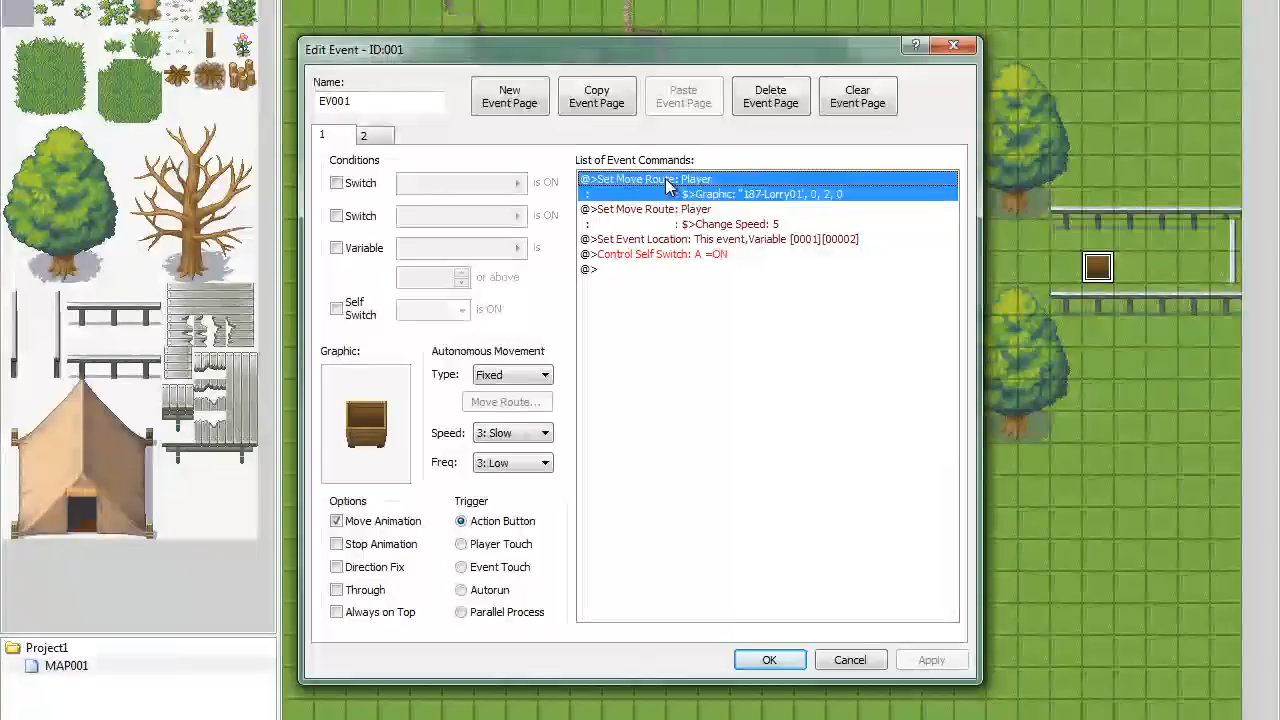 Edit Event - ID:001
Name:
EV001
New
Event Page
Copy
Event Page
Paste
Event Page
Delete
Event Page
Clear
Event Page
1
2
Conditions
Switch
is ON
Switch
is ON
Variable
is
or above
Self
Switch
is ON
Graphic:
Autonomous Movement
Type:
Fixed
Move Route...
Speed:
3: Slow
Freq:
3: Low
Options
Move Animation
Stop Animation
Direction Fix
Through
Always on Top
Trigger
Action Button
Player Touch
Event Touch
Autorun
Parallel Process
List of Event Commands:
@>Set Move Route: Player
: : $>Graphic: '187-Lorry01', 0, 2, 0
@>Set Move Route: Player
: : $>Change Speed: 5
@>Set Event Location: This event,Variable [0001][00002]
@>Control Self Switch: A =ON
@>
OK
Cancel
Apply
Project1
MAP001